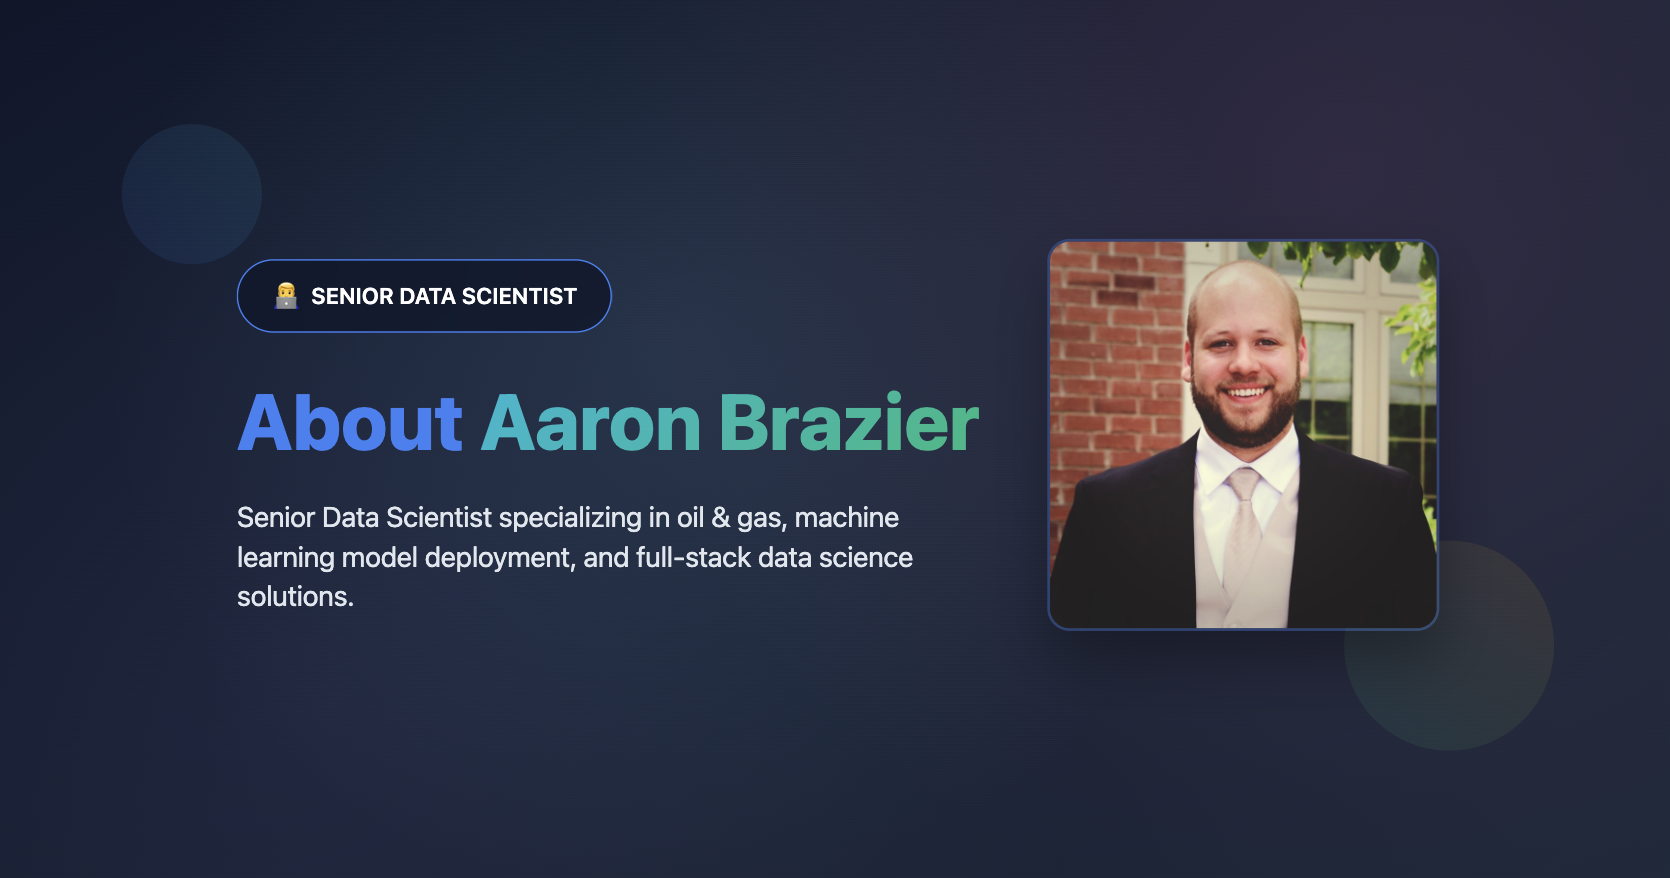 👨‍💻 SENIOR DATA SCIENTIST
About Aaron Brazier
Senior Data Scientist specializing in oil & gas, machine
learning model deployment, and full-stack data science
solutions.